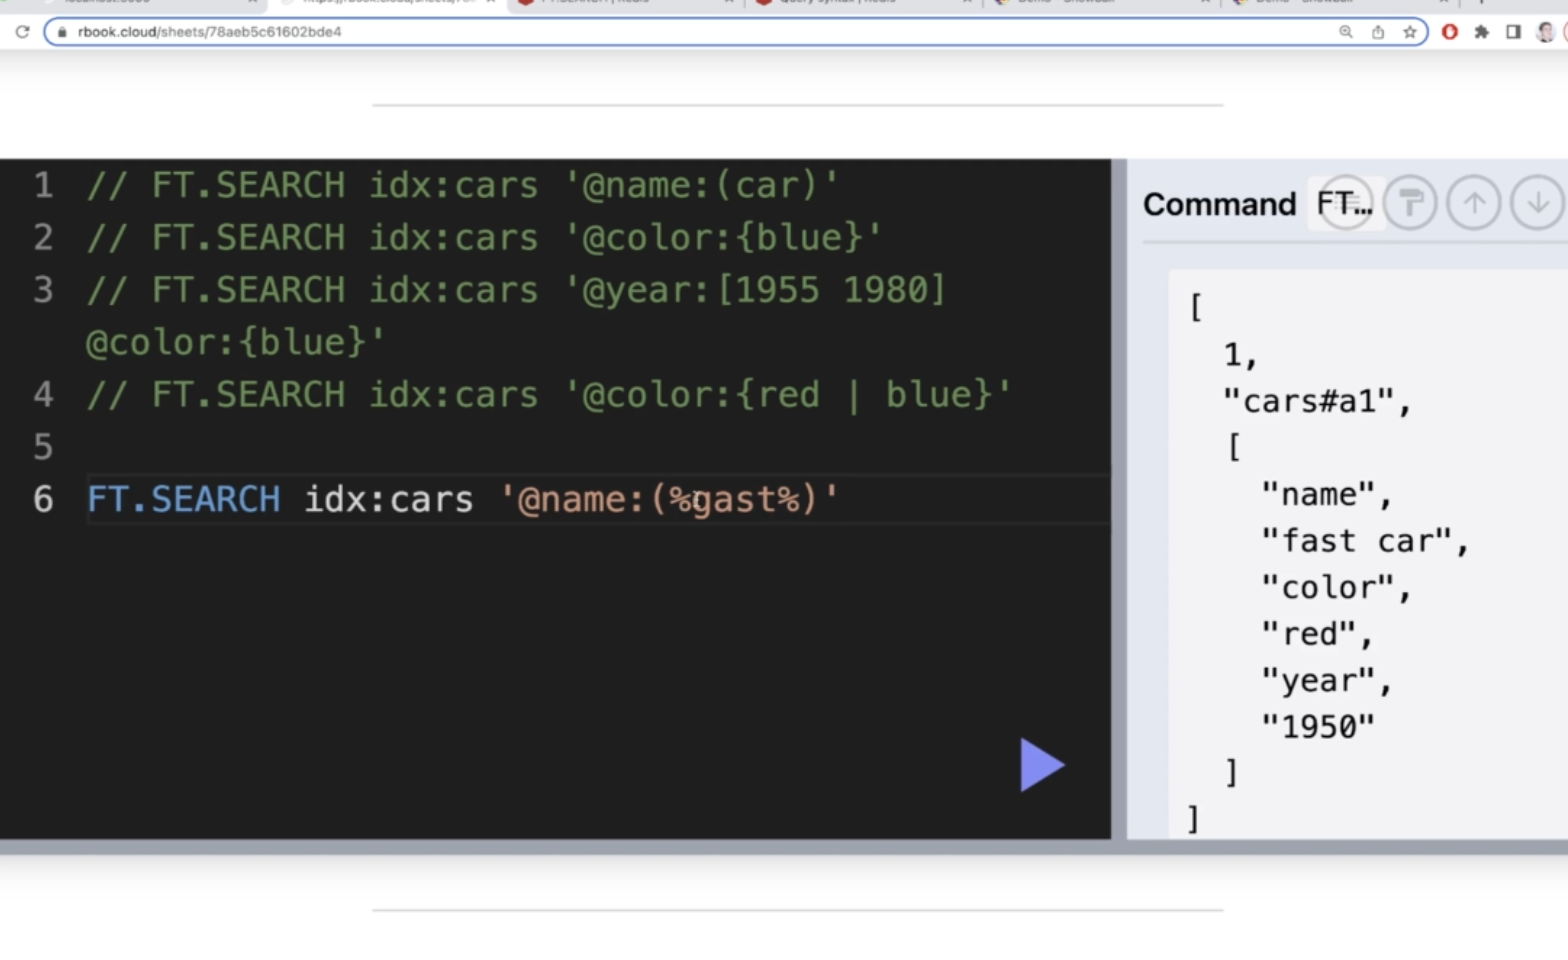 rbook.cloud/sheets/78aeb5c61602bde4
1 // FT.SEARCH idx:cars '@name:(car)'
2 // FT.SEARCH idx:cars '@color:{blue}'
3 // FT.SEARCH idx:cars '@year:[1955 1980]
@color:{blue}'
4 // FT.SEARCH idx:cars '@color:{red | blue}'
5
6 FT.SEARCH idx:cars '@name:(%gast%)'
Command FT...
[
1,
"cars#a1",
[
"name",
"fast car",
"color",
"red",
"year",
"1950"
]
]